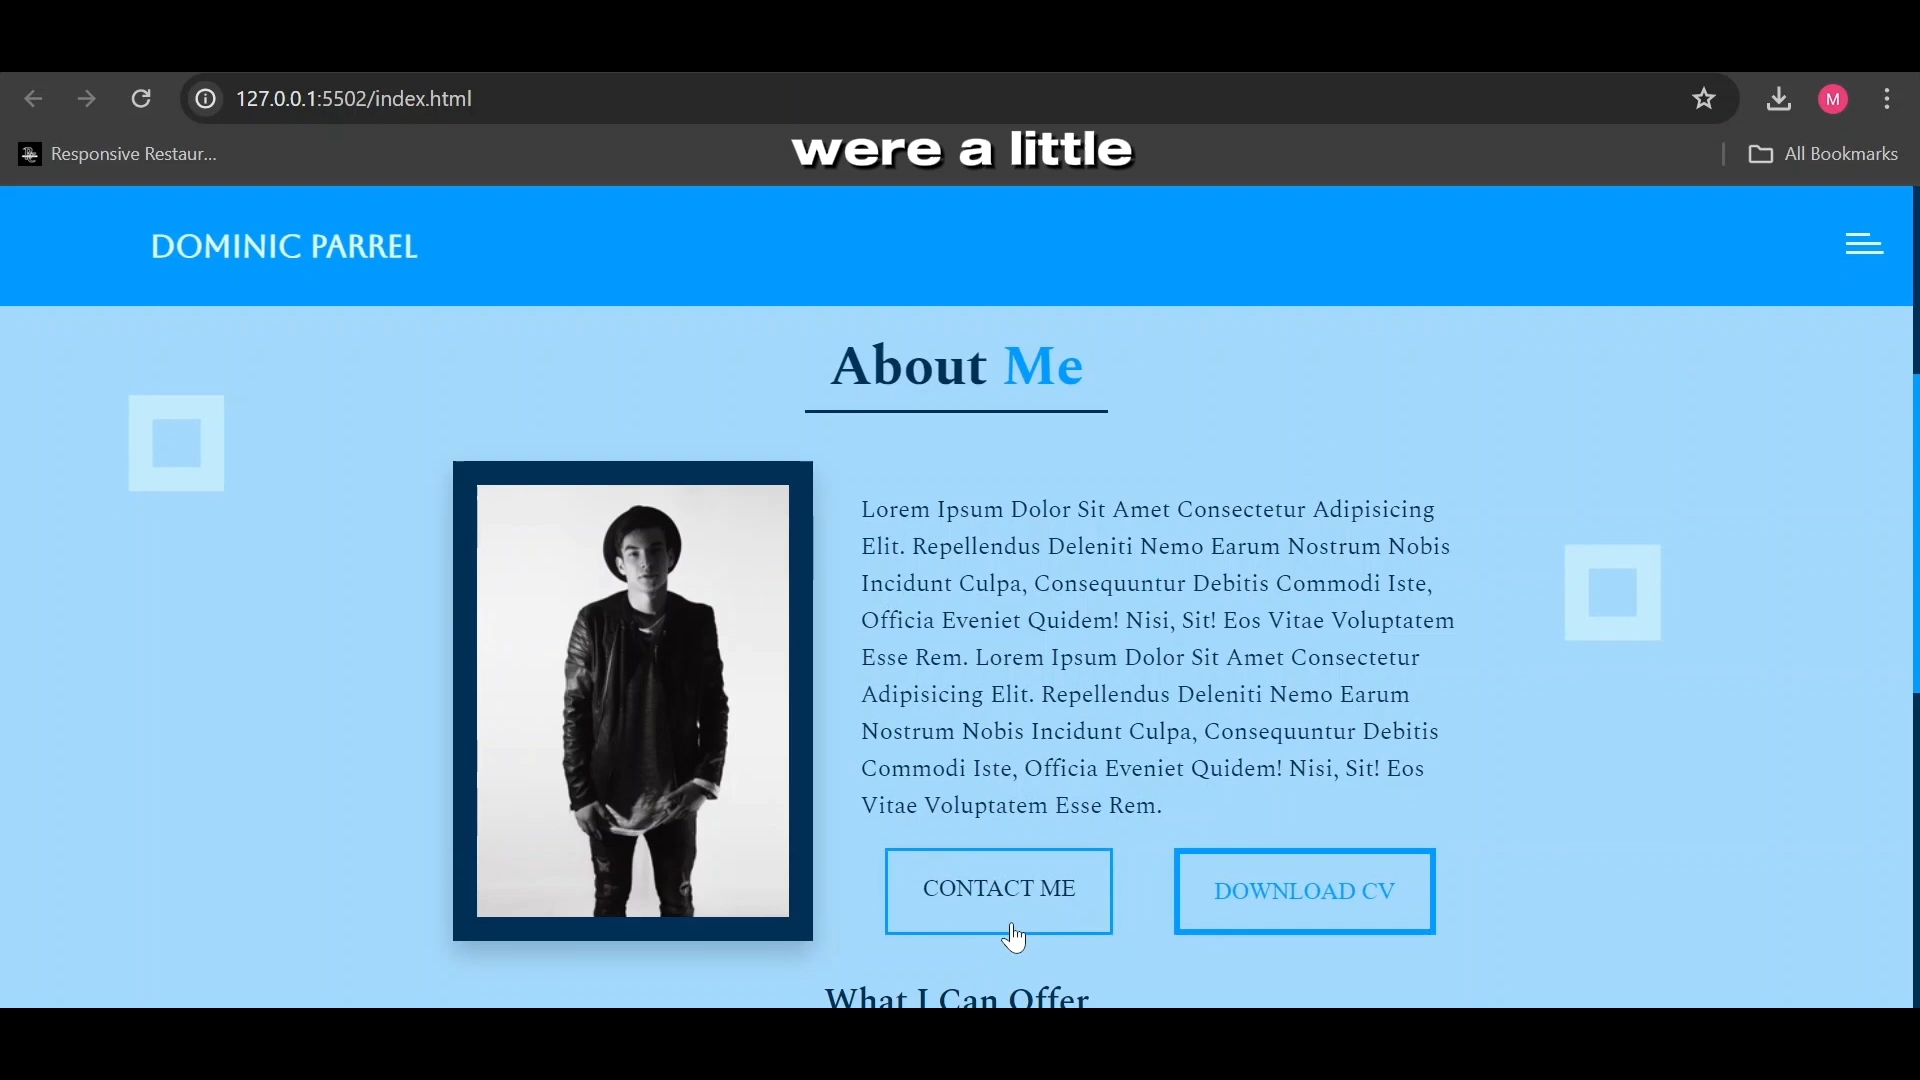 127.0.0.1:5502/index.html
M
Responsive Restaur...
were a little
All Bookmarks
DOMINIC PARREL
About Me
Lorem Ipsum Dolor Sit Amet Consectetur Adipisicing
Elit. Repellendus Deleniti Nemo Earum Nostrum Nobis
Incidunt Culpa, Consequuntur Debitis Commodi Iste,
Officia Eveniet Quidem! Nisi, Sit! Eos Vitae Voluptatem
Esse Rem. Lorem Ipsum Dolor Sit Amet Consectetur
Adipisicing Elit. Repellendus Deleniti Nemo Earum
Nostrum Nobis Incidunt Culpa, Consequuntur Debitis
Commodi Iste, Officia Eveniet Quidem! Nisi, Sit! Eos
Vitae Voluptatem Esse Rem.
CONTACT ME
DOWNLOAD CV
What I Can Offer